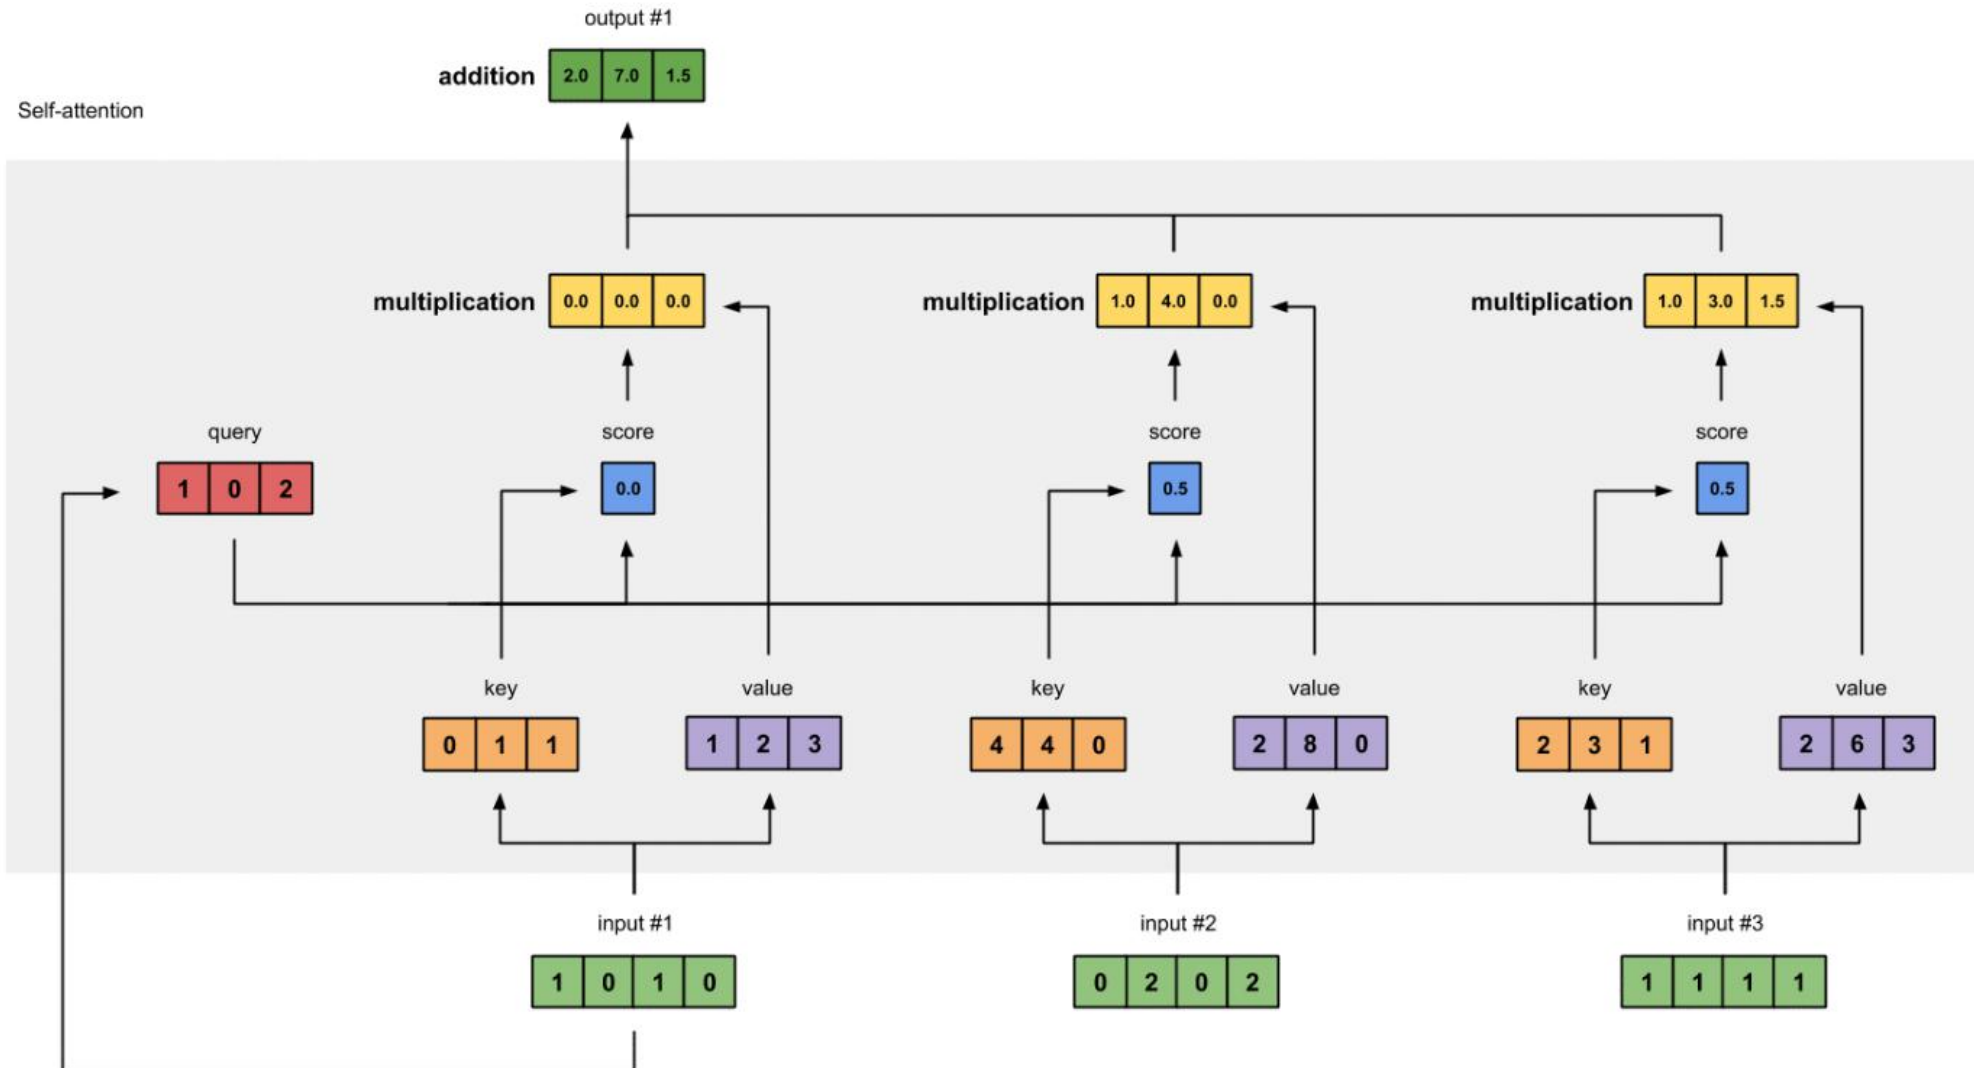 output #1
addition 2.0 7.0 1.5
Self-attention
multiplication 0.0 0.0 0.0 multiplication 1.0 4.0 0.0 multiplication 1.0 3.0 1.5
query score score score
1 0 2 0.0 0.5 0.5
key value key value key value
0 1 1 1 2 3 4 4 0 2 8 0 2 3 1 2 6 3
input #1 input #2 input #3
1 0 1 0 0 2 0 2 1 1 1 1